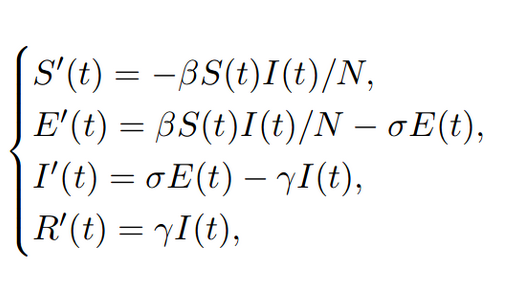 S′(t) = −βS(t)I(t)/N,
E′(t) = βS(t)I(t)/N − σE(t),
I′(t) = σE(t) − γI(t),
R′(t) = γI(t),